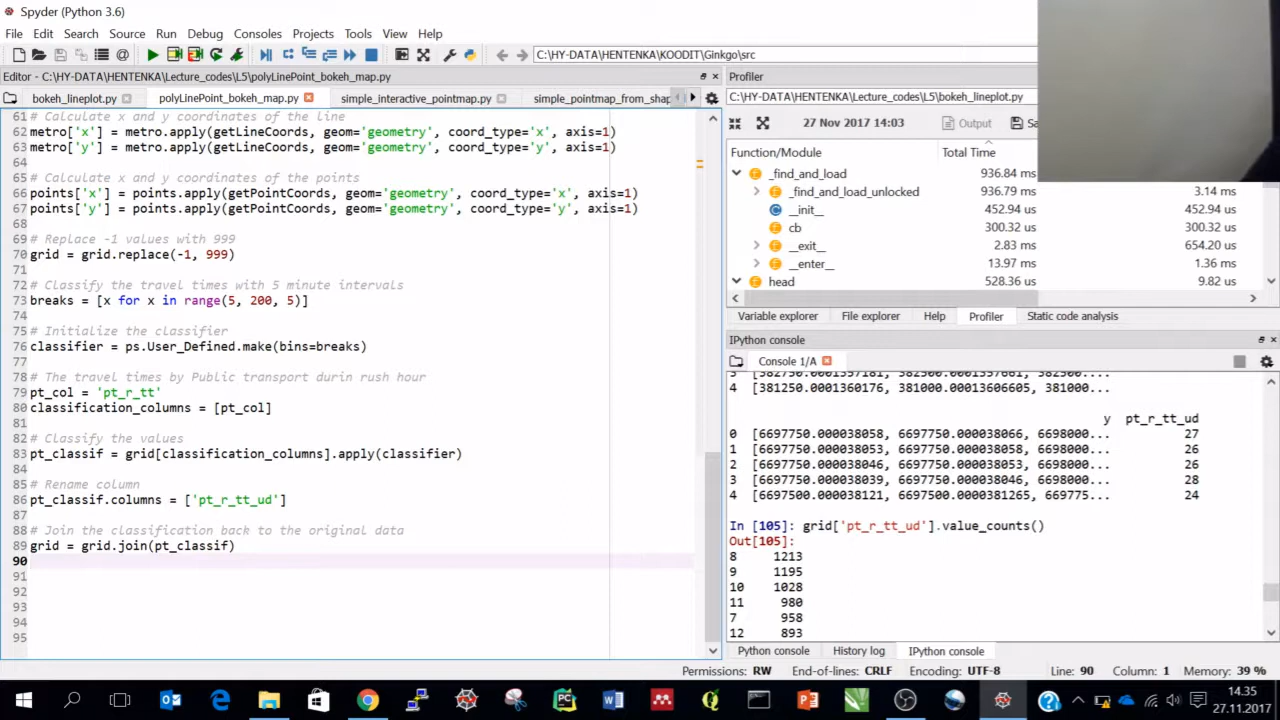 Spyder (Python 3.6)
File Edit Search Source Run Debug Consoles Projects Tools View Help
C:\HY-DATA\HENTENKA\KOODIT\Ginkgo\src
Editor - C:\HY-DATA\HENTENKA\Lecture_codes\L5\polyLinePoint_bokeh_map.py
bokeh_lineplot.py polyLinePoint_bokeh_map.py simple_interactive_pointmap.py simple_pointmap_from_shap
61 # Calculate x and y coordinates of the line
62 metro['x'] = metro.apply(getLineCoords, geom='geometry', coord_type='x', axis=1)
63 metro['y'] = metro.apply(getLineCoords, geom='geometry', coord_type='y', axis=1)
64
65 # Calculate x and y coordinates of the points
66 points['x'] = points.apply(getPointCoords, geom='geometry', coord_type='x', axis=1)
67 points['y'] = points.apply(getPointCoords, geom='geometry', coord_type='y', axis=1)
68
69 # Replace -1 values with 999
70 grid = grid.replace(-1, 999)
71
72 # Classify the travel times with 5 minute intervals
73 breaks = [x for x in range(5, 200, 5)]
74
75 # Initialize the classifier
76 classifier = ps.User_Defined.make(bins=breaks)
77
78 # The travel times by Public transport durin rush hour
79 pt_col = 'pt_r_tt'
80 classification_columns = [pt_col]
81
82 # Classify the values
83 pt_classif = grid[classification_columns].apply(classifier)
84
85 # Rename column
86 pt_classif.columns = ['pt_r_tt_ud']
87
88 # Join the classification back to the original data
89 grid = grid.join(pt_classif)
90
91
92
93
94
95
Profiler
C:\HY-DATA\HENTENKA\Lecture_codes\L5\bokeh_lineplot.py
27 Nov 2017 14:03 Output Sa
Function/Module Total Time
_find_and_load 936.84 ms
_find_and_load_unlocked 936.79 ms 3.14 ms
__init__ 452.94 ms 452.94 us
cb 300.32 us 300.32 us
__exit__ 2.83 ms 654.20 us
__enter__ 13.97 ms 1.36 ms
head 528.36 us 9.82 us
Variable explorer File explorer Help Profiler Static code analysis
IPython console
Console 1/A
4 [381250.0001360176, 381000.00013606605, 381000....
y pt_r_tt_ud
0 [6697750.000038058, 6697750.000038066, 6698000... 27
1 [6697750.000038053, 6697750.000038058, 6698000... 26
2 [6697750.000038046, 6697750.000038053, 6698000... 26
3 [6697750.000038039, 6697750.000038046, 6698000... 28
4 [6697500.00038121, 6697750.0000381265, 669775... 24
In [105]: grid['pt_r_tt_ud'].value_counts()
Out[105]:
8 1213
9 1195
10 1028
11 980
7 958
12 893
Python console History log IPython console
Permissions: RW End-of-lines: CRLF Encoding: UTF-8 Line: 90 Column: 1 Memory: 39 %
14.35
27.11.2017